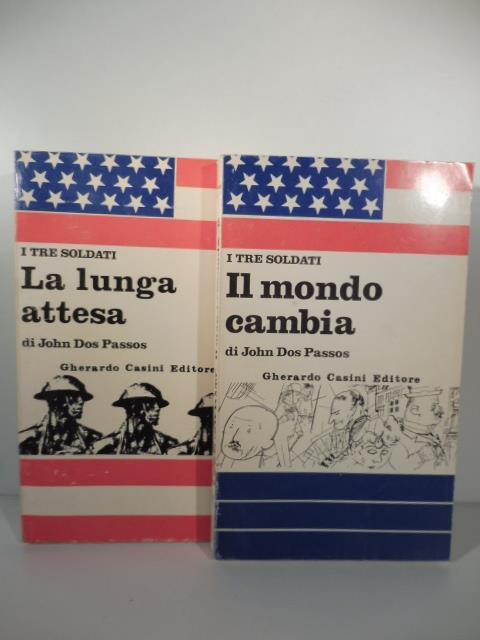 I TRE SOLDATI
La lunga
attesa
di John Dos Passos
Gherardo Casini Editore
I TRE SOLDATI
Il mondo
cambia
di John Dos Passos
Gherardo Casini Editore